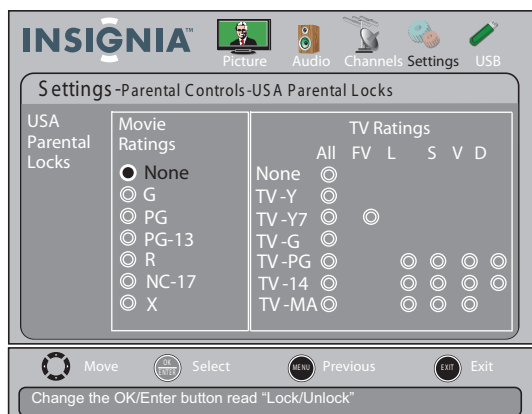 INSIGNIA™
Picture Audio Channels Settings USB
Settings-Parental Controls-USA Parental Locks
USA
Parental
Locks
Movie
Ratings
None
G
PG
PG-13
R
NC-17
X
TV Ratings
All FV L S V D
None
TV-Y
TV-Y7
TV-G
TV-PG
TV-14
TV-MA
Move OK ENTER Select MENU Previous EXIT Exit
Change the OK/Enter button read “Lock/Unlock”